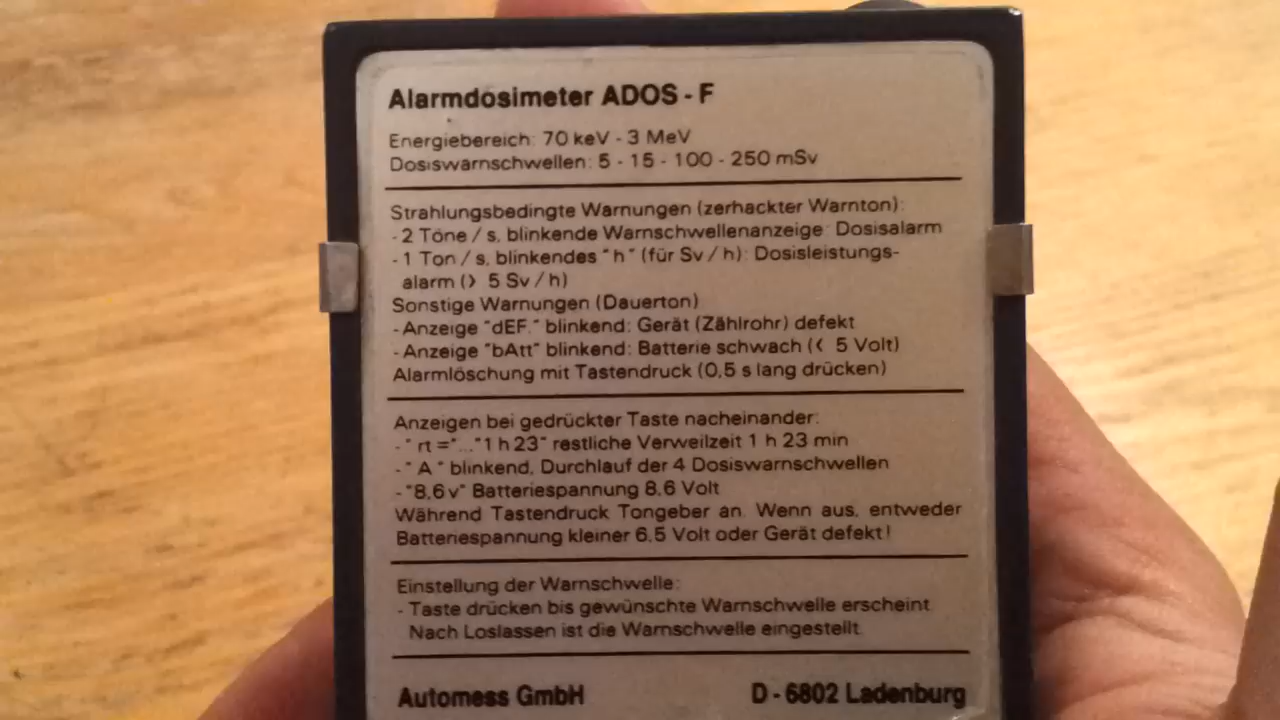 Alarmdosimeter ADOS - F
Energiebereich: 70 keV - 3 MeV
Dosiswarnschwellen: 5 - 15 - 100 - 250 mSv
Strahlungsbedingte Warnungen (zerhackter Warnton):
- 2 Töne / s, blinkende Warnschwellenanzeige: Dosisalarm
- 1 Ton / s, blinkendes "h" (für Sv / h): Dosisleistungs-
alarm (> 5 Sv / h)
Sonstige Warnungen (Dauerton)
- Anzeige "dEF." blinkend: Gerät (Zählrohr) defekt
- Anzeige "bAtt" blinkend: Batterie schwach (< 5 Volt)
Alarmlöschung mit Tastendruck (0,5 s lang drücken)
Anzeigen bei gedrückter Taste nacheinander:
- " rt ="..."1 h 23" restliche Verweilzeit 1 h 23 min
- " A " blinkend, Durchlauf der 4 Dosiswarnschwellen
- "8,6 v" Batteriespannung 8,6 Volt
Während Tastendruck Tongeber an. Wenn aus, entweder
Batteriespannung kleiner 6,5 Volt oder Gerät defekt!
Einstellung der Warnschwelle:
- Taste drücken bis gewünschte Warnschwelle erscheint.
Nach Loslassen ist die Warnschwelle eingestellt.
Automess GmbH D - 6802 Ladenburg